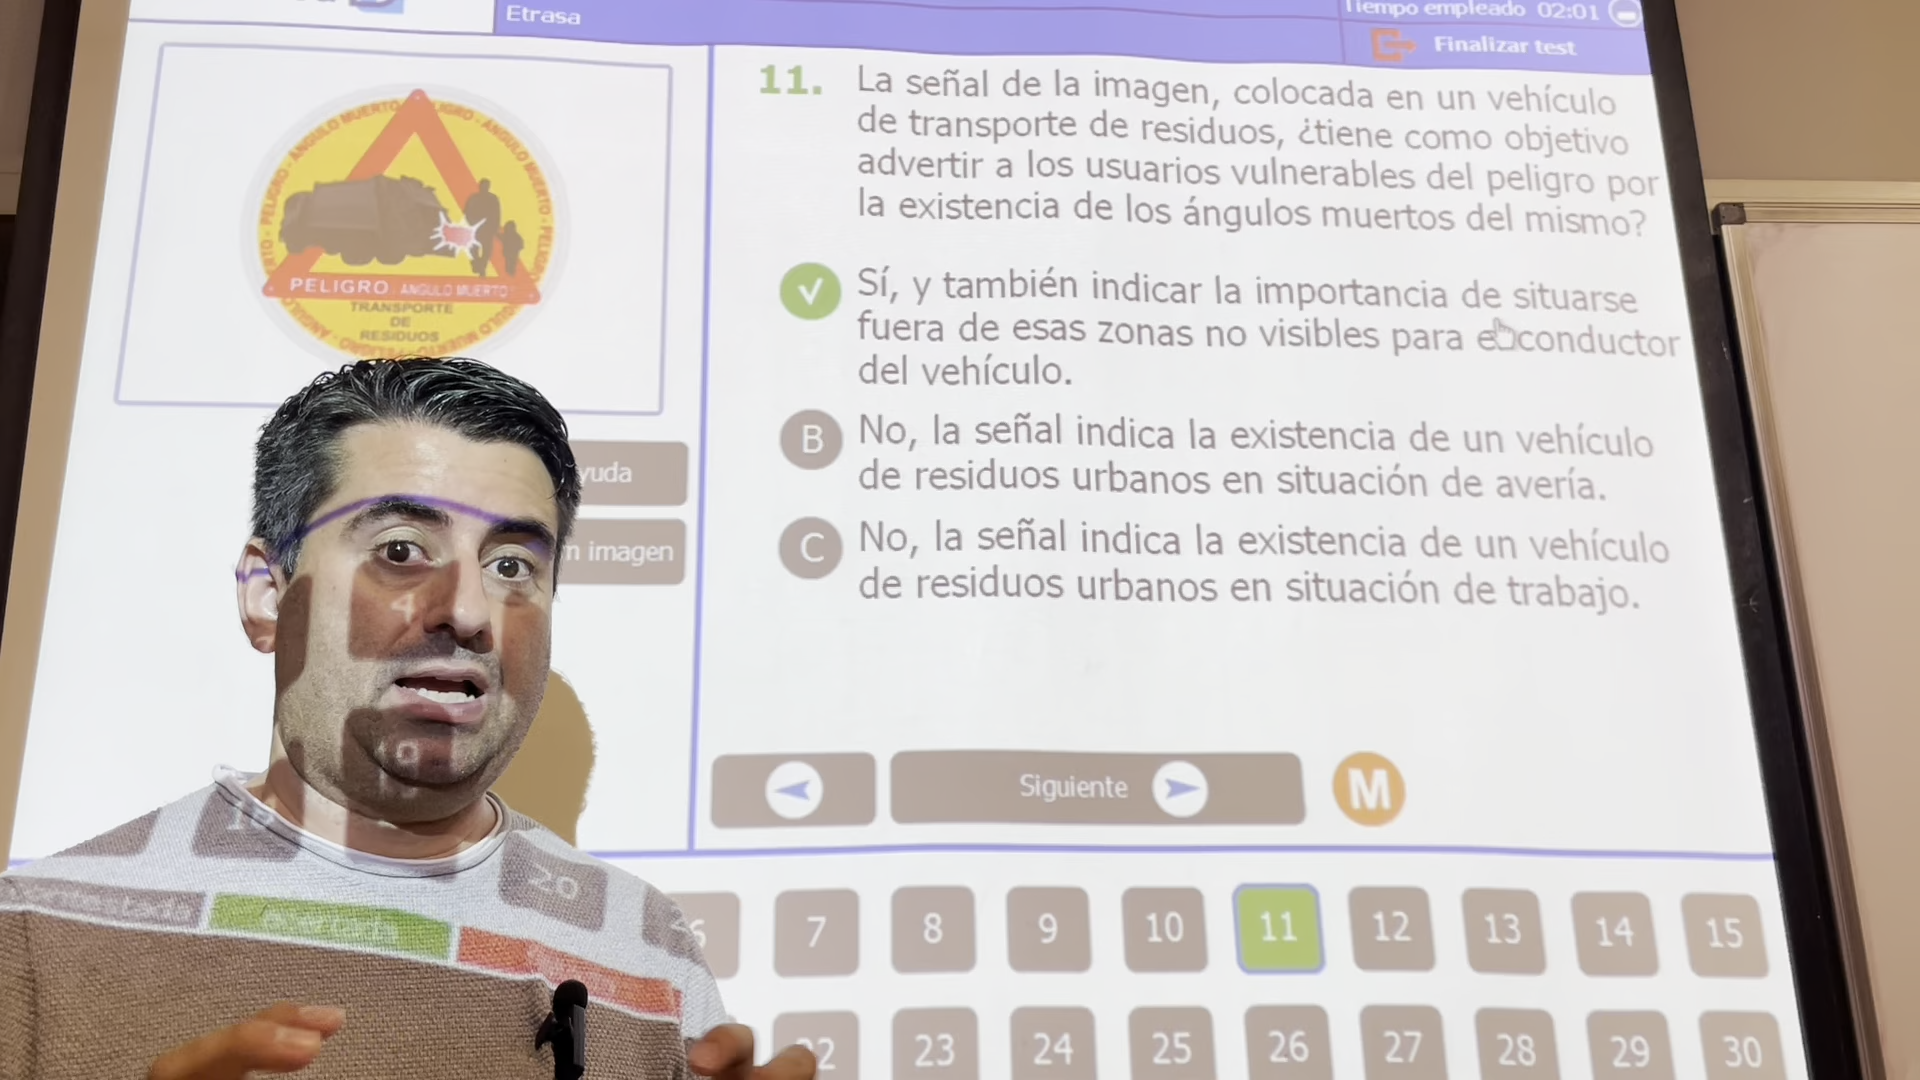 Etrasa
Tiempo empleado 02:01
Finalizar test
PELIGRO ANGULO MUERTO
TRANSPORTE
DE
RESIDUOS
11. La señal de la imagen, colocada en un vehículo
de transporte de residuos, ¿tiene como objetivo
advertir a los usuarios vulnerables del peligro por
la existencia de los ángulos muertos del mismo?
Sí, y también indicar la importancia de situarse
fuera de esas zonas no visibles para el conductor
del vehículo.
B No, la señal indica la existencia de un vehículo
de residuos urbanos en situación de avería.
C No, la señal indica la existencia de un vehículo
de residuos urbanos en situación de trabajo.
yuda
n imagen
Siguiente
M
6 7 8 9 10 11 12 13 14 15
20
22 23 24 25 26 27 28 29 30